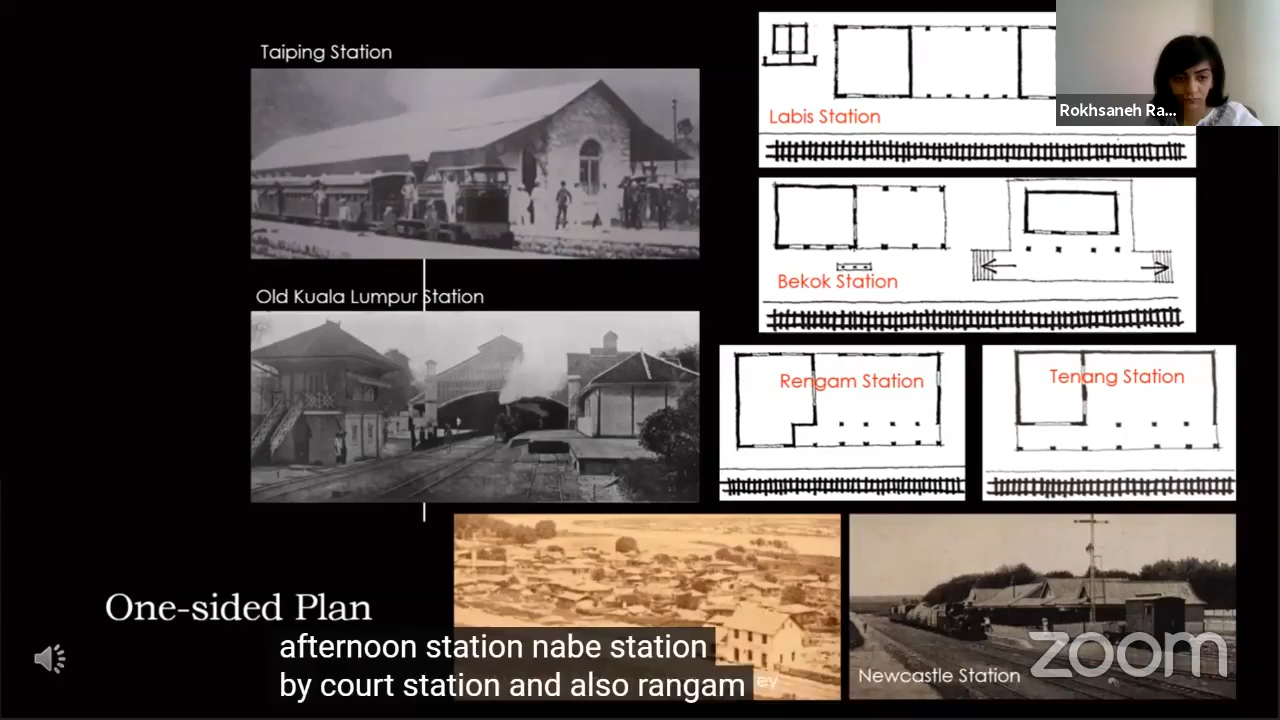 Taiping Station
Rokhsaneh Ra...
Labis Station
Bekok Station
Old Kuala Lumpur Station
Rengam Station
Tenang Station
One-sided Plan
afternoon station nabe station
by court station and also rangam
Newcastle Station
zoom